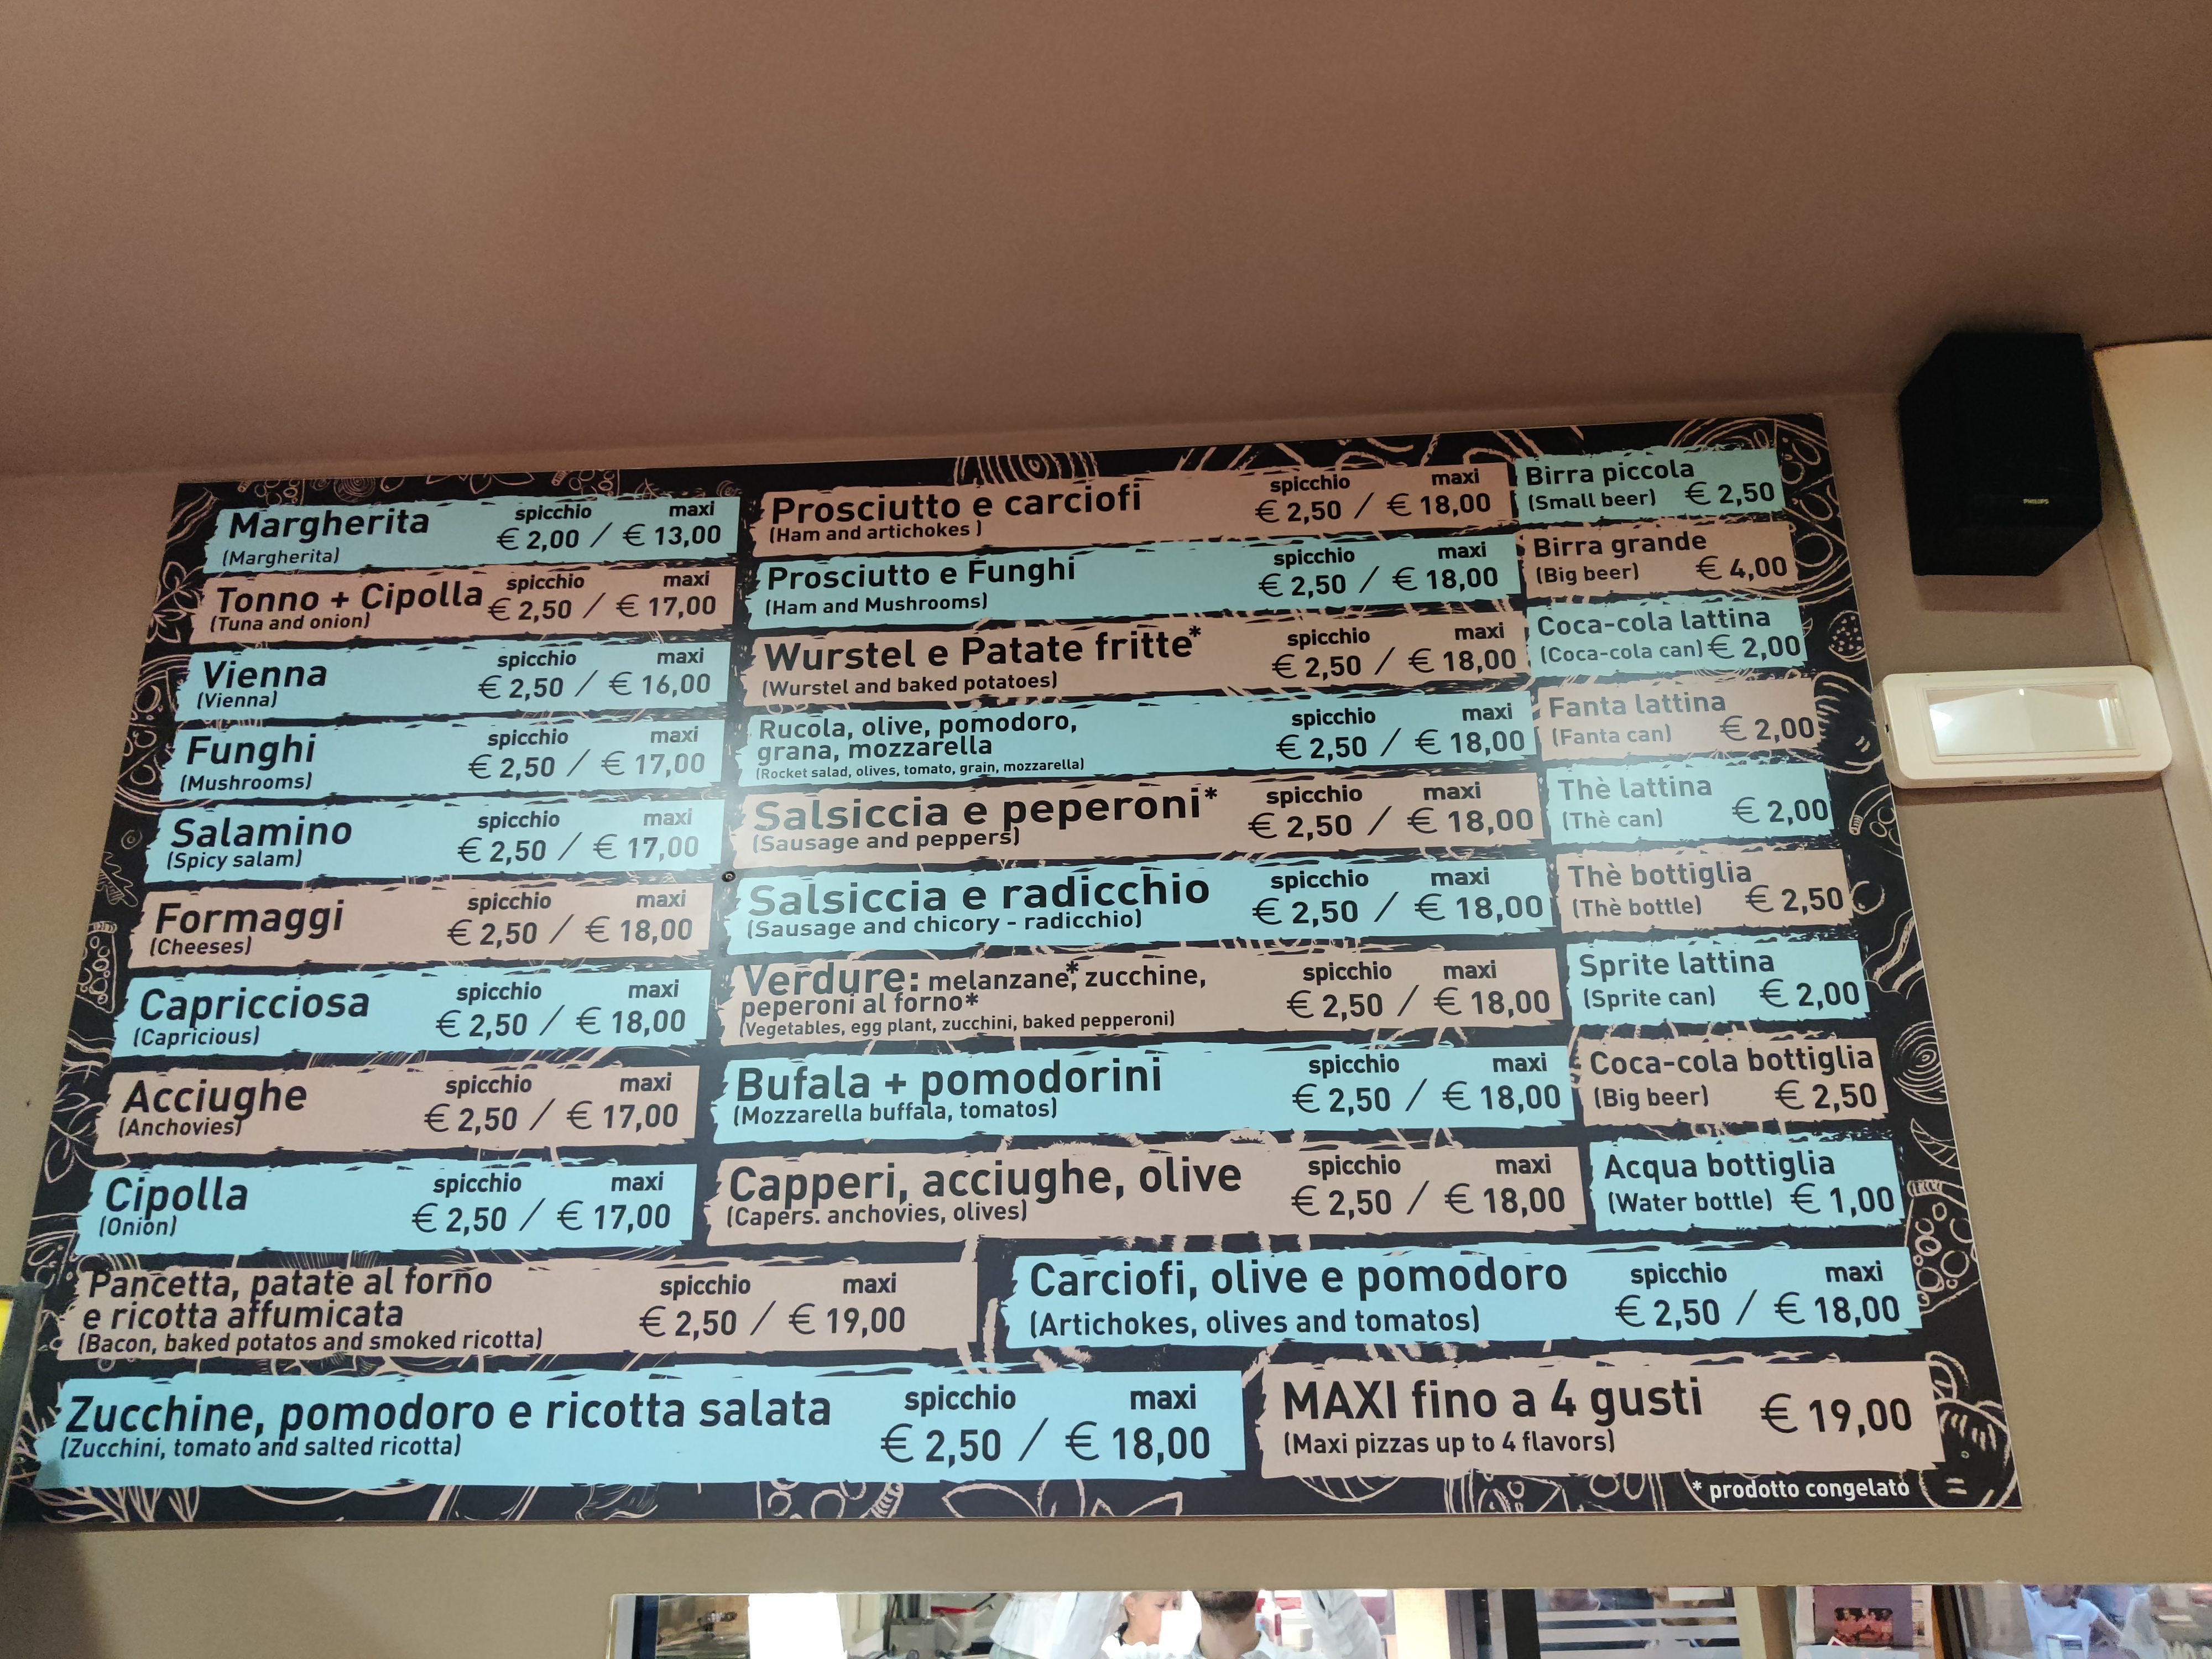 Margherita
(Margherita)
spicchio maxi
€ 2,00 / € 13,00
Tonno + Cipolla
(Tuna and onion)
spicchio maxi
€ 2,50 / € 17,00
Vienna
(Vienna)
spicchio maxi
€ 2,50 / € 16,00
Funghi
(Mushrooms)
spicchio maxi
€ 2,50 / € 17,00
Salamino
(Spicy salam)
spicchio maxi
€ 2,50 / € 17,00
Formaggi
(Cheeses)
spicchio maxi
€ 2,50 / € 18,00
Capricciosa
(Capricious)
spicchio maxi
€ 2,50 / € 18,00
Acciughe
(Anchovies)
spicchio maxi
€ 2,50 / € 17,00
Cipolla
(Onion)
spicchio maxi
€ 2,50 / € 17,00
Prosciutto e carciofi
(Ham and artichokes )
spicchio maxi
€ 2,50 / € 18,00
Prosciutto e Funghi
(Ham and Mushrooms)
spicchio maxi
€ 2,50 / € 18,00
Wurstel e Patate fritte*
(Wurstel and baked potatoes)
spicchio maxi
€ 2,50 / € 18,00
Rucola, olive, pomodoro,
grana, mozzarella
(Rocket salad, olives, tomato, grain, mozzarella)
spicchio maxi
€ 2,50 / € 18,00
Salsiccia e peperoni*
(Sausage and peppers)
spicchio maxi
€ 2,50 / € 18,00
Salsiccia e radicchio
(Sausage and chicory - radicchio)
spicchio maxi
€ 2,50 / € 18,00
Verdure: melanzane*, zucchine,
peperoni al forno*
(Vegetables, egg plant, zucchini, baked pepperoni)
spicchio maxi
€ 2,50 / € 18,00
Bufala + pomodorini
(Mozzarella buffala, tomatos)
spicchio maxi
€ 2,50 / € 18,00
Capperi, acciughe, olive
(Capers. anchovies, olives)
spicchio maxi
€ 2,50 / € 18,00
Birra piccola
(Small beer) € 2,50
Birra grande
(Big beer) € 4,00
Coca-cola lattina
(Coca-cola can) € 2,00
Fanta lattina
(Fanta can) € 2,00
Thè lattina
(Thè can) € 2,00
Thè bottiglia
(Thè bottle) € 2,50
Sprite lattina
(Sprite can) € 2,00
Coca-cola bottiglia
(Big beer) € 2,50
Acqua bottiglia
(Water bottle) € 1,00
Pancetta, patate al forno
e ricotta affumicata
(Bacon, baked potatos and smoked ricotta)
spicchio maxi
€ 2,50 / € 19,00
Carciofi, olive e pomodoro
(Artichokes, olives and tomatos)
spicchio maxi
€ 2,50 / € 18,00
Zucchine, pomodoro e ricotta salata
(Zucchini, tomato and salted ricotta)
spicchio maxi
€ 2,50 / € 18,00
MAXI fino a 4 gusti
(Maxi pizzas up to 4 flavors)
€ 19,00
* prodotto congelato
PHILIPS